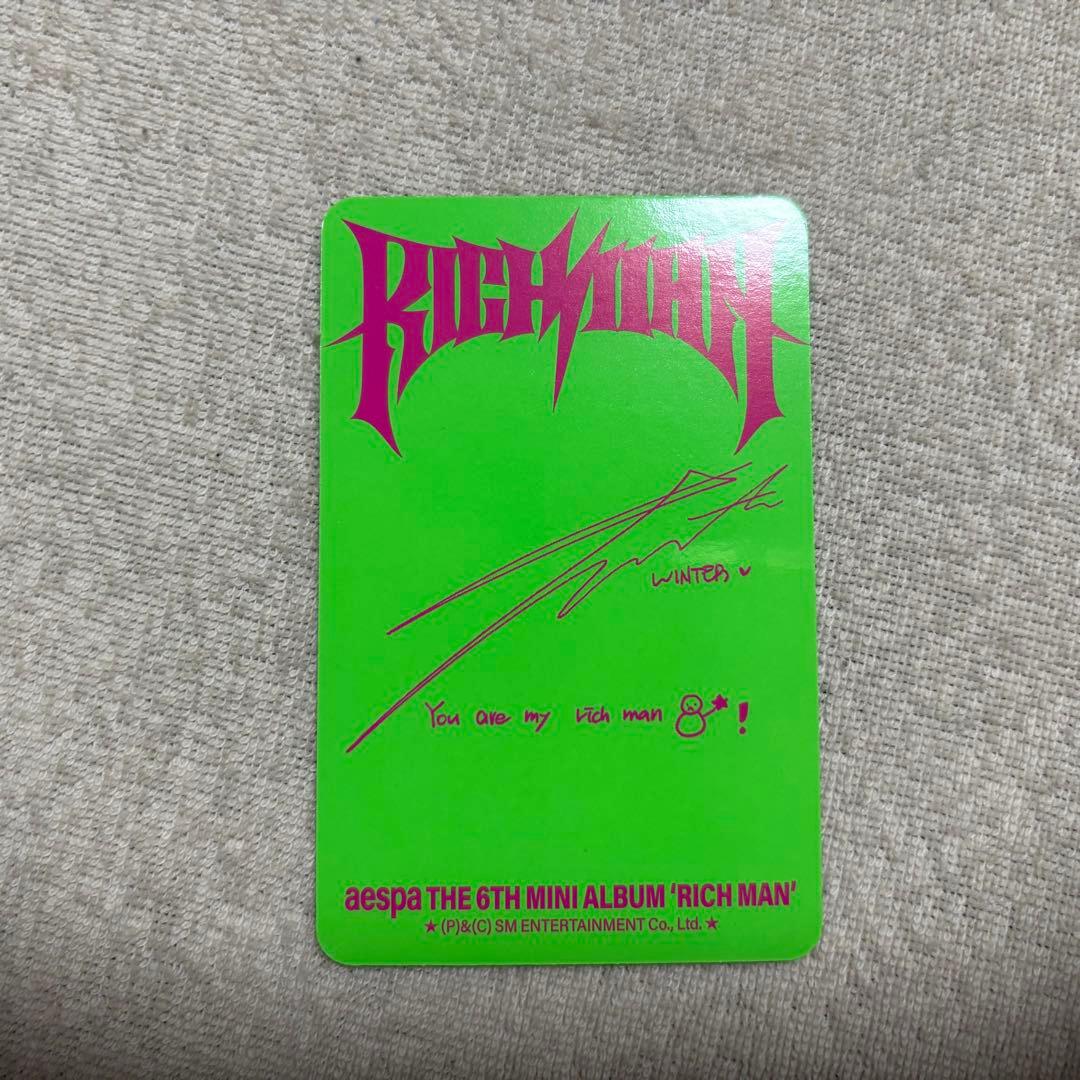 RICH MAN
WINTER
You are my rich man !
aespa THE 6TH MINI ALBUM 'RICH MAN'
★ (P)&(C) SM ENTERTAINMENT Co., Ltd. ★